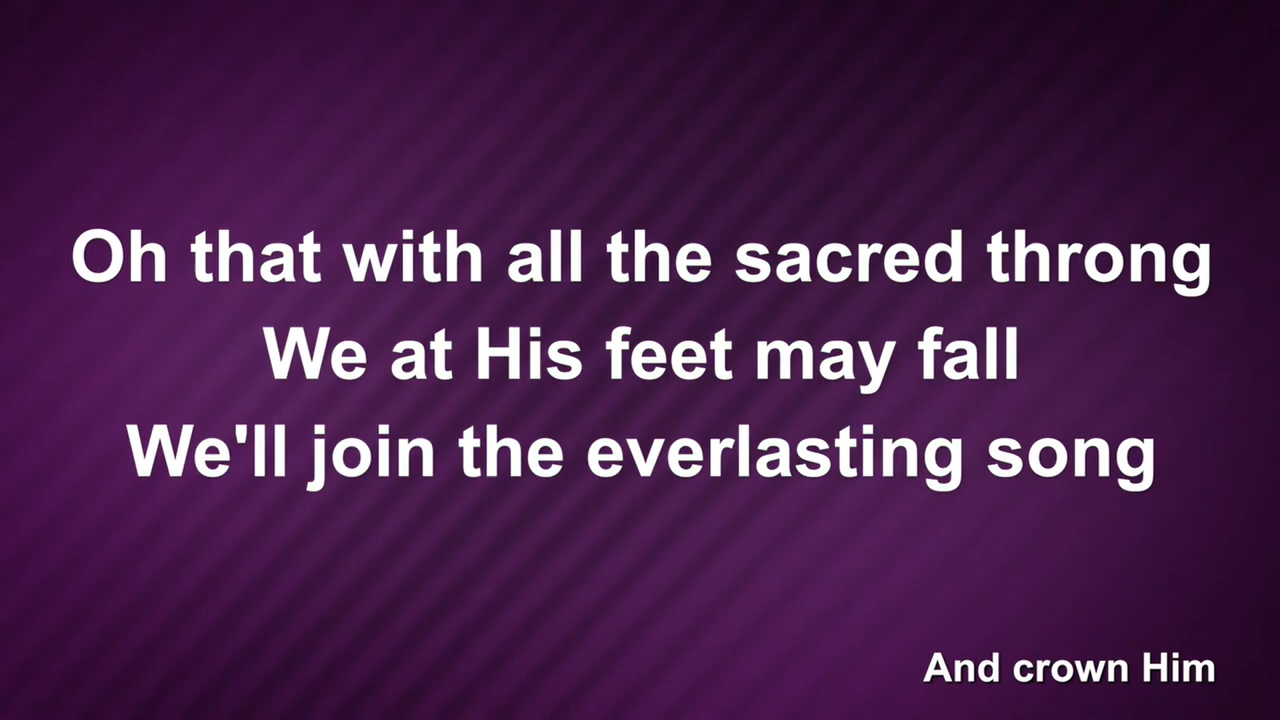 Oh that with all the sacred throng
We at His feet may fall
We'll join the everlasting song
And crown Him